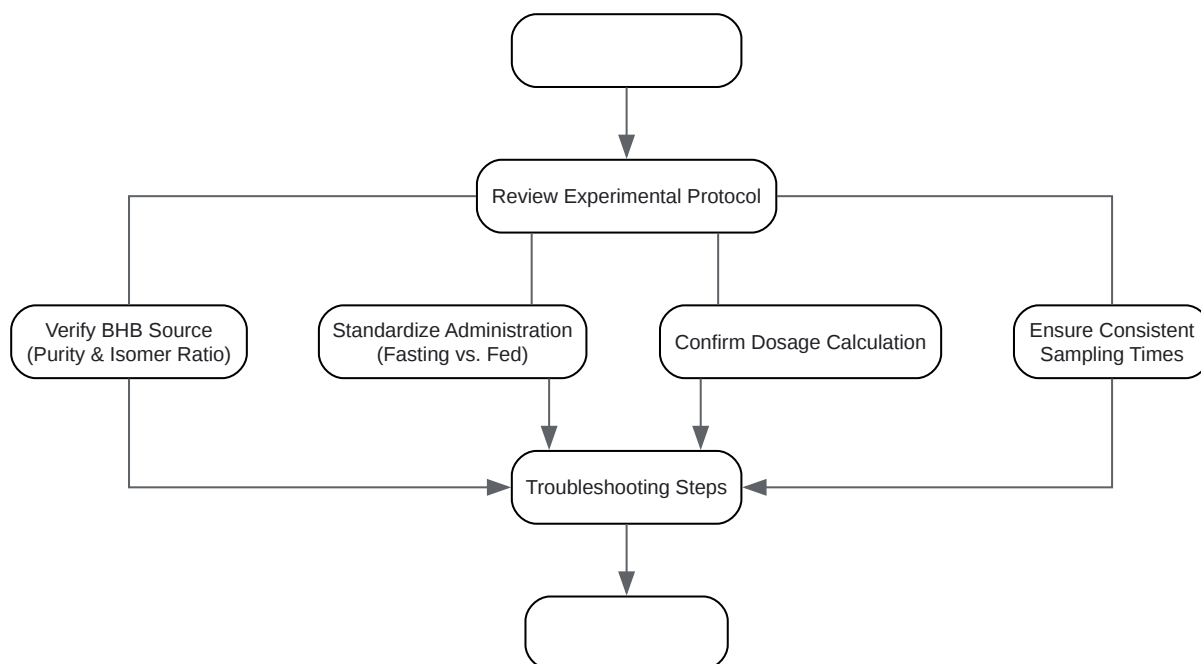 Review Experimental Protocol
Verify BHB Source
(Purity & Isomer Ratio)
Standardize Administration
(Fasting vs. Fed)
Confirm Dosage Calculation
Ensure Consistent
Sampling Times
Troubleshooting Steps